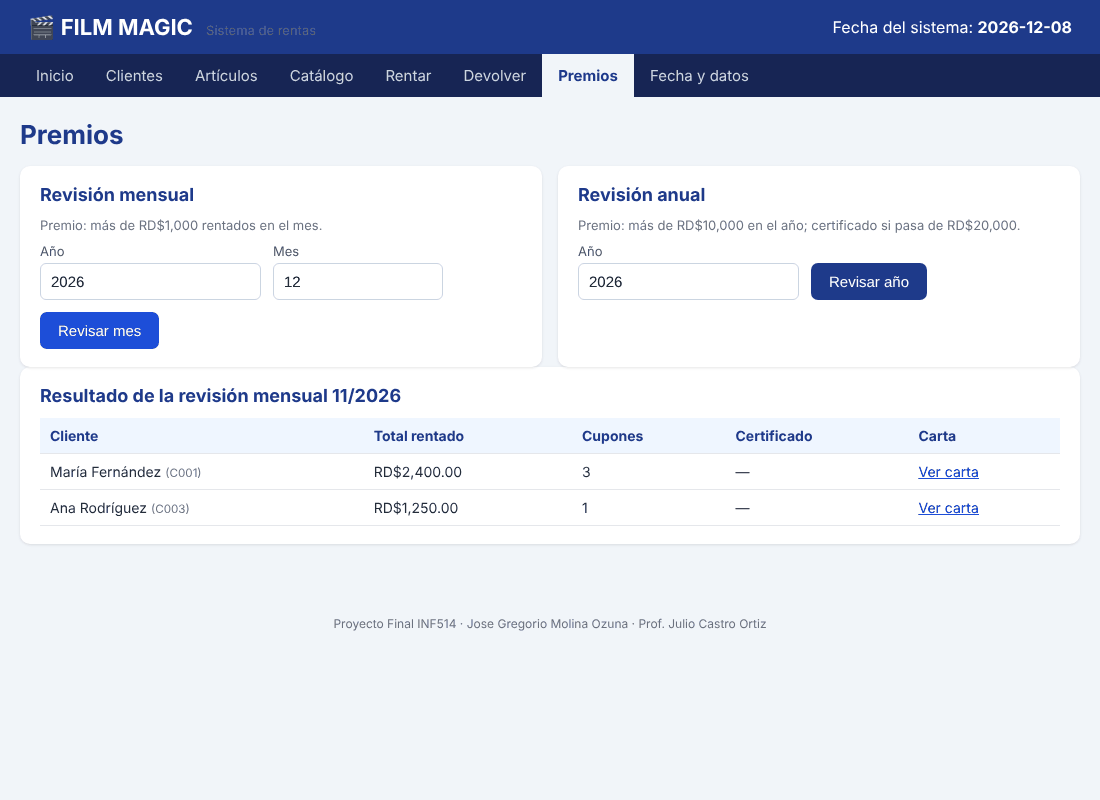 FILM MAGIC Sistema de rentas
Fecha del sistema: 2026-12-08
Inicio Clientes Artículos Catálogo Rentar Devolver Premios Fecha y datos
Premios
Revisión mensual
Premio: más de RD$1,000 rentados en el mes.
Año Mes
2026 12
Revisar mes
Revisión anual
Premio: más de RD$10,000 en el año; certificado si pasa de RD$20,000.
Año
2026 Revisar año
Resultado de la revisión mensual 11/2026
Cliente Total rentado Cupones Certificado Carta
María Fernández (C001) RD$2,400.00 3 — Ver carta
Ana Rodríguez (C003) RD$1,250.00 1 — Ver carta
Proyecto Final INF514 · Jose Gregorio Molina Ozuna · Prof. Julio Castro Ortiz